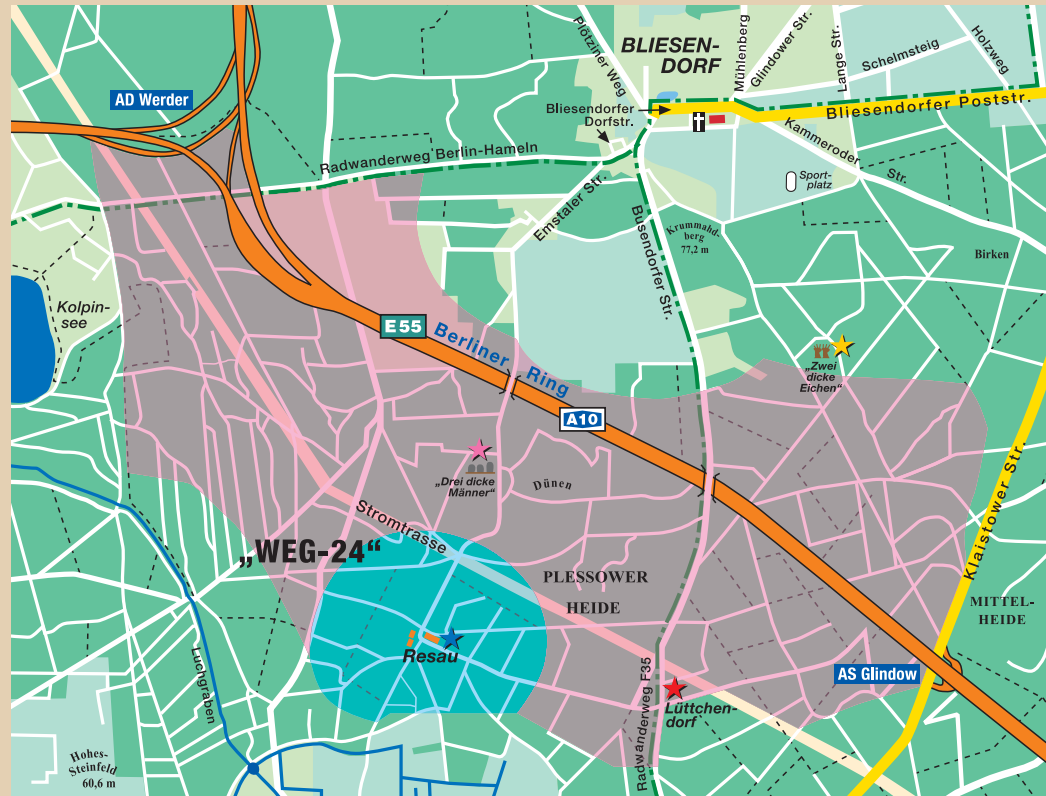 Plötziner Weg
BLIESEN-
DORF
Mühlenberg
Glindower Str.
Lange Str.
Schelmsteig
Holzweg
AD Werder
Bliesendorfer
Dorfstr.
Bliesendorfer Poststr.
Radwanderweg Berlin-Hameln
Kammeroder
Str.
Sport-
platz
Emstaler Str.
Busendorfer Str.
Krummahd-
berg
77,2 m
Birken
Kolpin-
see
E 55
Berliner
Ring
„Zwei
dicke
Eichen“
A10
„Drei dicke
Männer“
Dünen
Klaistower Str.
Stromtrasse
„WEG-24“
PLESSOWER
HEIDE
MITTEL-
HEIDE
Resau
Luchgraben
AS Glindow
Radwanderweg F35
Lüttchen-
dorf
Hohes-
Steinfeld
60,6 m